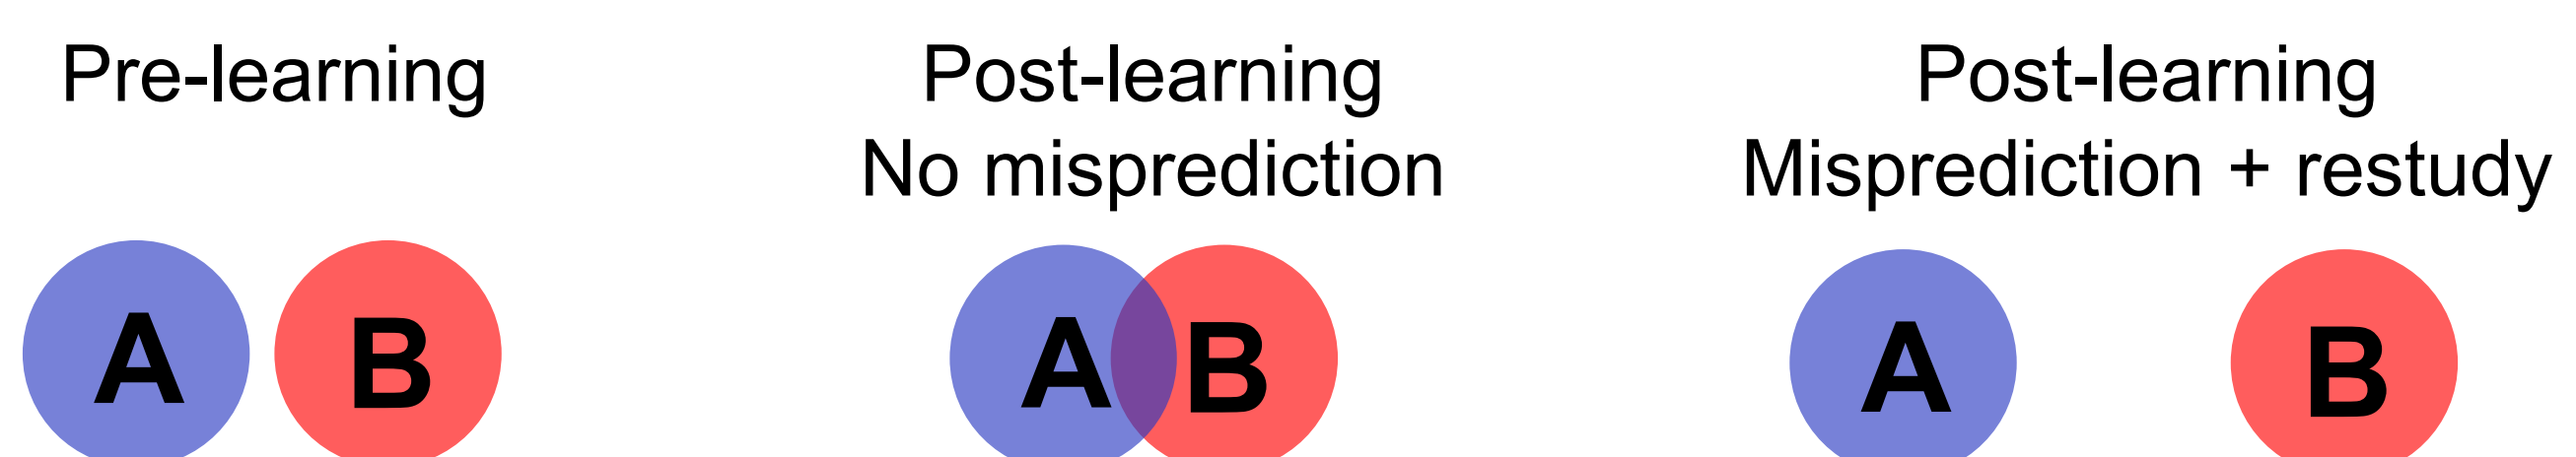 Pre-learning
Post-learning
No misprediction
Post-learning
Misprediction + restudy
A B
A B
A B